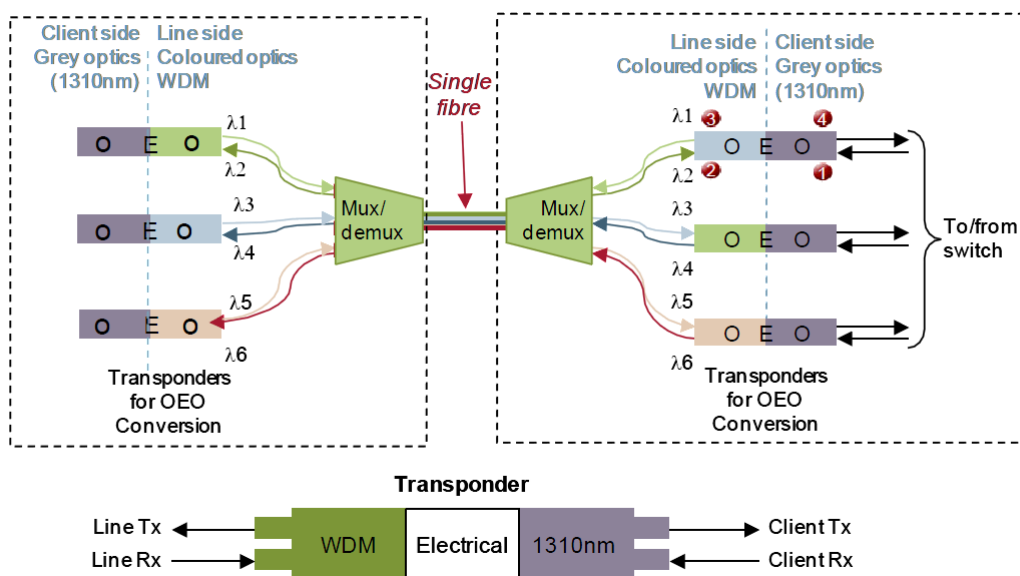 Client side
Grey optics
(1310nm)
Line side
Coloured optics
WDM
Single
fibre
Line side
Coloured optics
WDM
Client side
Grey optics
(1310nm)
O E O
λ1
λ2
O E O
λ3
λ4
O E O
λ5
λ6
Mux/
demux
Mux/
demux
λ1
λ2
λ3
λ4
λ5
λ6
3
4
O E O
2
1
O E O
O E O
To/from
switch
Transponders
for OEO
Conversion
Transponders
for OEO
Conversion
Transponder
Line Tx
Line Rx
WDM
Electrical
1310nm
Client Tx
Client Rx